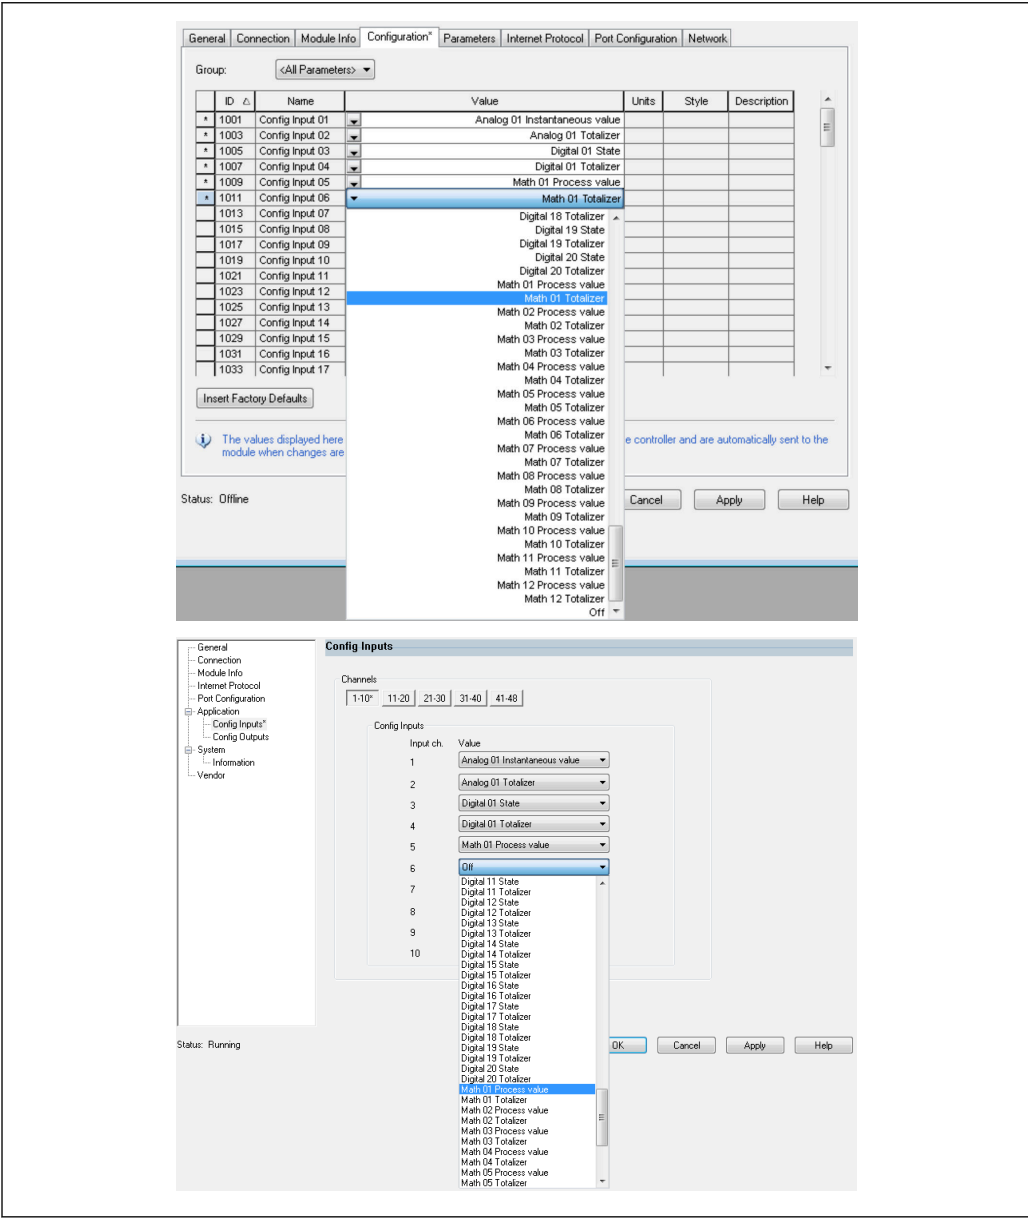 General Connection Module Info Configuration* Parameters Internet Protocol Port Configuration Network
Group: <All Parameters>
ID Name Value Units Style Description
* 1001 Config Input 01 Analog 01 Instantaneous value
* 1003 Config Input 02 Analog 01 Totalizer
* 1005 Config Input 03 Digital 01 State
* 1007 Config Input 04 Digital 01 Totalizer
* 1009 Config Input 05 Math 01 Process value
* 1011 Config Input 06 Math 01 Totalizer
1013 Config Input 07
1015 Config Input 08
1017 Config Input 09
1019 Config Input 10
1021 Config Input 11
1023 Config Input 12
1025 Config Input 13
1027 Config Input 14
1029 Config Input 15
1031 Config Input 16
1033 Config Input 17
Digital 18 Totalizer
Digital 19 State
Digital 19 Totalizer
Digital 20 State
Digital 20 Totalizer
Math 01 Process value
Math 01 Totalizer
Math 02 Process value
Math 02 Totalizer
Math 03 Process value
Math 03 Totalizer
Math 04 Process value
Math 04 Totalizer
Math 05 Process value
Math 05 Totalizer
Math 06 Process value
Math 06 Totalizer
Math 07 Process value
Math 07 Totalizer
Math 08 Process value
Math 08 Totalizer
Math 09 Process value
Math 09 Totalizer
Math 10 Process value
Math 10 Totalizer
Math 11 Process value
Math 11 Totalizer
Math 12 Process value
Math 12 Totalizer
Off
Insert Factory Defaults
The values displayed here e controller and are automatically sent to the
module when changes are
Status: Offline Cancel Apply Help
General
Connection
Module Info
Internet Protocol
Port Configuration
Application
Config Inputs*
Config Outputs
System
Information
Vendor
Config Inputs
Channels
1-10* 11-20 21-30 31-40 41-48
Config Inputs
Input ch. Value
1 Analog 01 Instantaneous value
2 Analog 01 Totalizer
3 Digital 01 State
4 Digital 01 Totalizer
5 Math 01 Process value
6 Off
7
8
9
10
Digital 11 State
Digital 11 Totalizer
Digital 12 State
Digital 12 Totalizer
Digital 13 State
Digital 13 Totalizer
Digital 14 State
Digital 14 Totalizer
Digital 15 State
Digital 15 Totalizer
Digital 16 State
Digital 16 Totalizer
Digital 17 State
Digital 17 Totalizer
Digital 18 State
Digital 18 Totalizer
Digital 19 State
Digital 19 Totalizer
Digital 20 State
Digital 20 Totalizer
Math 01 Process value
Math 01 Totalizer
Math 02 Process value
Math 02 Totalizer
Math 03 Process value
Math 03 Totalizer
Math 04 Process value
Math 04 Totalizer
Math 05 Process value
Math 05 Totalizer
Status: Running OK Cancel Apply Help